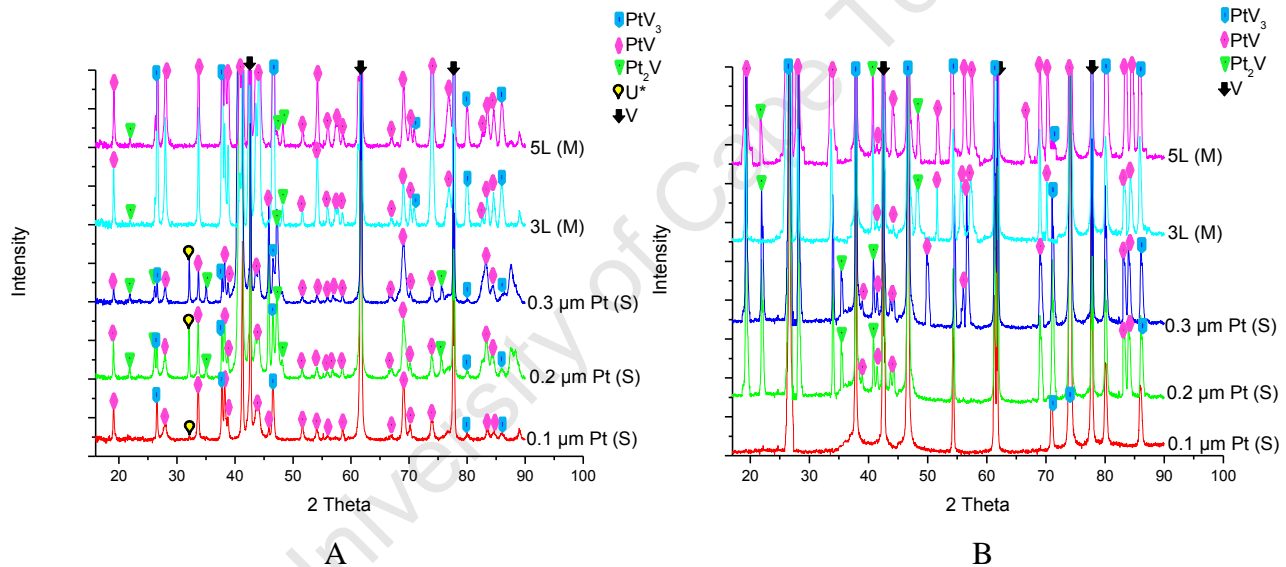 PtV3
PtV
Pt2V
U*
V
5L (M)
3L (M)
0.3 µm Pt (S)
0.2 µm Pt (S)
0.1 µm Pt (S)
Intensity
20 30 40 50 60 70 80 90 100
2 Theta
A
PtV3
PtV
Pt2V
V
5L (M)
3L (M)
0.3 µm Pt (S)
0.2 µm Pt (S)
0.1 µm Pt (S)
Intensity
20 30 40 50 60 70 80 90 100
2 Theta
B
University of Cape To